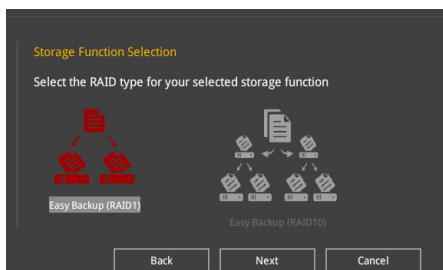 Storage Function Selection
Select the RAID type for your selected storage function
Easy Backup (RAID1)
Easy Backup (RAID10)
Back
Next
Cancel